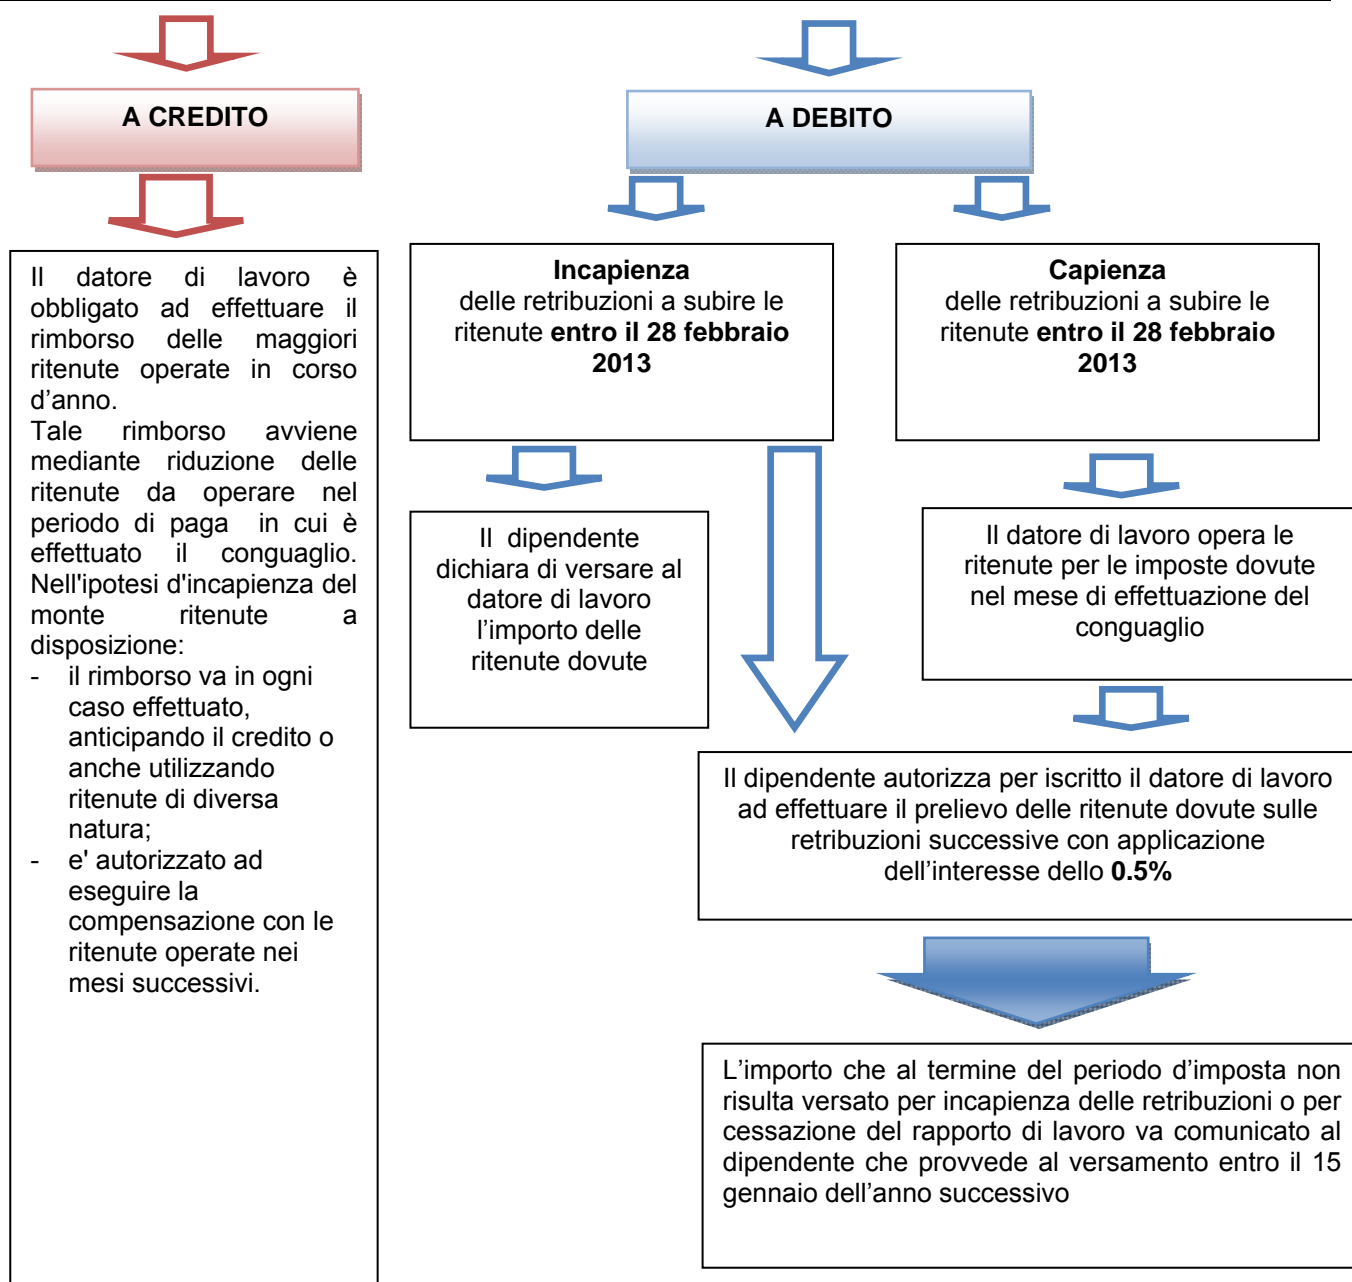 A CREDITO
Il datore di lavoro è
obbligato ad effettuare il
rimborso delle maggiori
ritenute operate in corso
d’anno.
Tale rimborso avviene
mediante riduzione delle
ritenute da operare nel
periodo di paga in cui è
effettuato il conguaglio.
Nell'ipotesi d'incapienza del
monte ritenute a
disposizione:
- il rimborso va in ogni
caso effettuato,
anticipando il credito o
anche utilizzando
ritenute di diversa
natura;
- e' autorizzato ad
eseguire la
compensazione con le
ritenute operate nei
mesi successivi.
A DEBITO
Incapienza
delle retribuzioni a subire le
ritenute entro il 28 febbraio
2013
Il dipendente
dichiara di versare al
datore di lavoro
l’importo delle
ritenute dovute
Capienza
delle retribuzioni a subire le
ritenute entro il 28 febbraio
2013
Il datore di lavoro opera le
ritenute per le imposte dovute
nel mese di effettuazione del
conguaglio
Il dipendente autorizza per iscritto il datore di lavoro
ad effettuare il prelievo delle ritenute dovute sulle
retribuzioni successive con applicazione
dell’interesse dello 0.5%
L’importo che al termine del periodo d’imposta non
risulta versato per incapienza delle retribuzioni o per
cessazione del rapporto di lavoro va comunicato al
dipendente che provvede al versamento entro il 15
gennaio dell’anno successivo